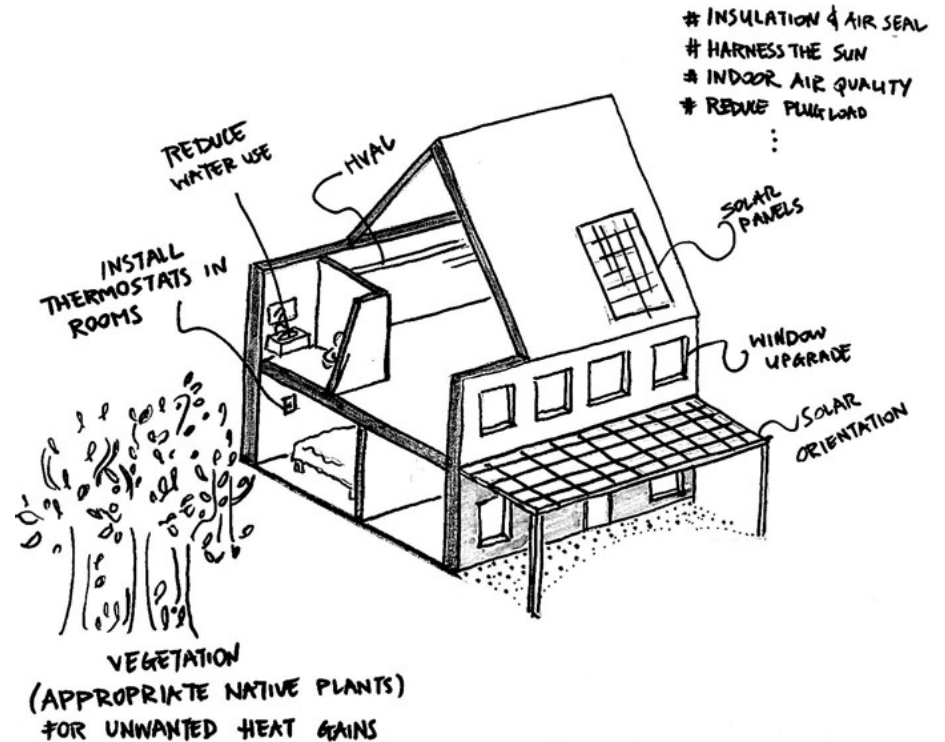 # INSULATION & AIR SEAL
# HARNESS THE SUN
# INDOOR AIR QUALITY
# REDUCE PLUG LOAD
⋮
REDUCE
WATER USE
HVAC
SOLAR
PANELS
INSTALL
THERMOSTATS IN
ROOMS
WINDOW
UPGRADE
SOLAR
ORIENTATION
VEGETATION
(APPROPRIATE NATIVE PLANTS)
FOR UNWANTED HEAT GAINS